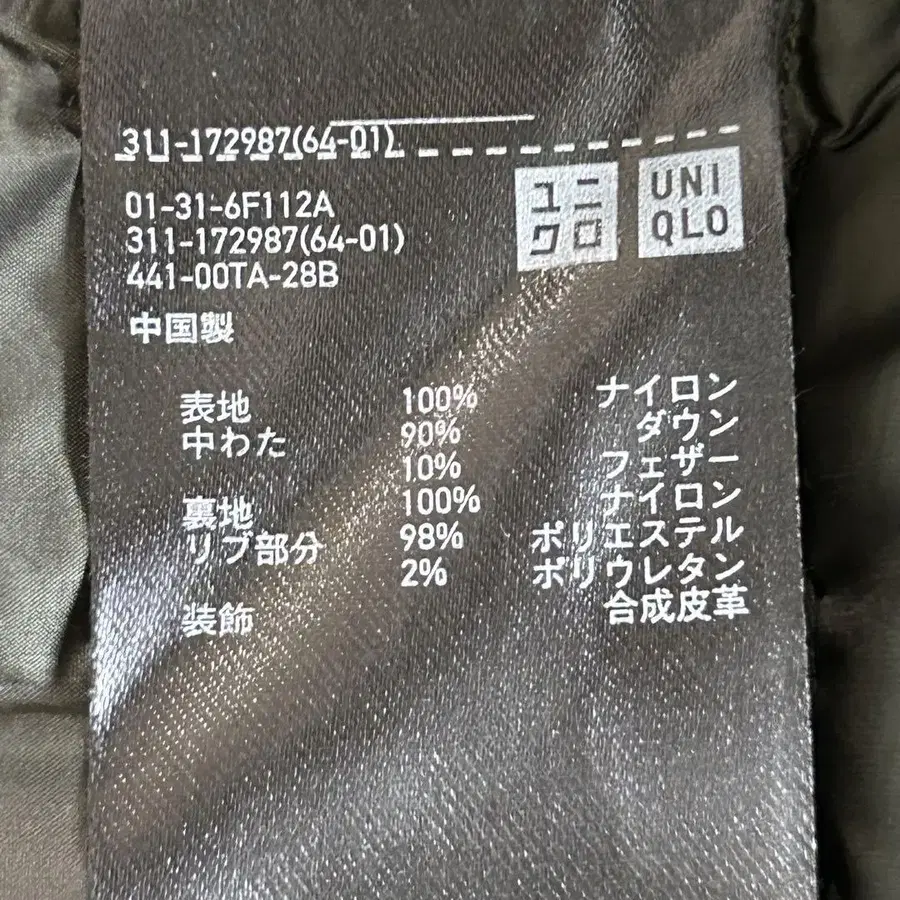 311-172987(64-01)
01-31-6F112A
311-172987(64-01)
441-00TA-28B
ユニ
クロ
UNI
QLO
中国製
表地 100% ナイロン
中わた 90% ダウン
10% フェザー
裏地 100% ナイロン
リブ部分 98% ポリエステル
2% ポリウレタン
装飾 合成皮革